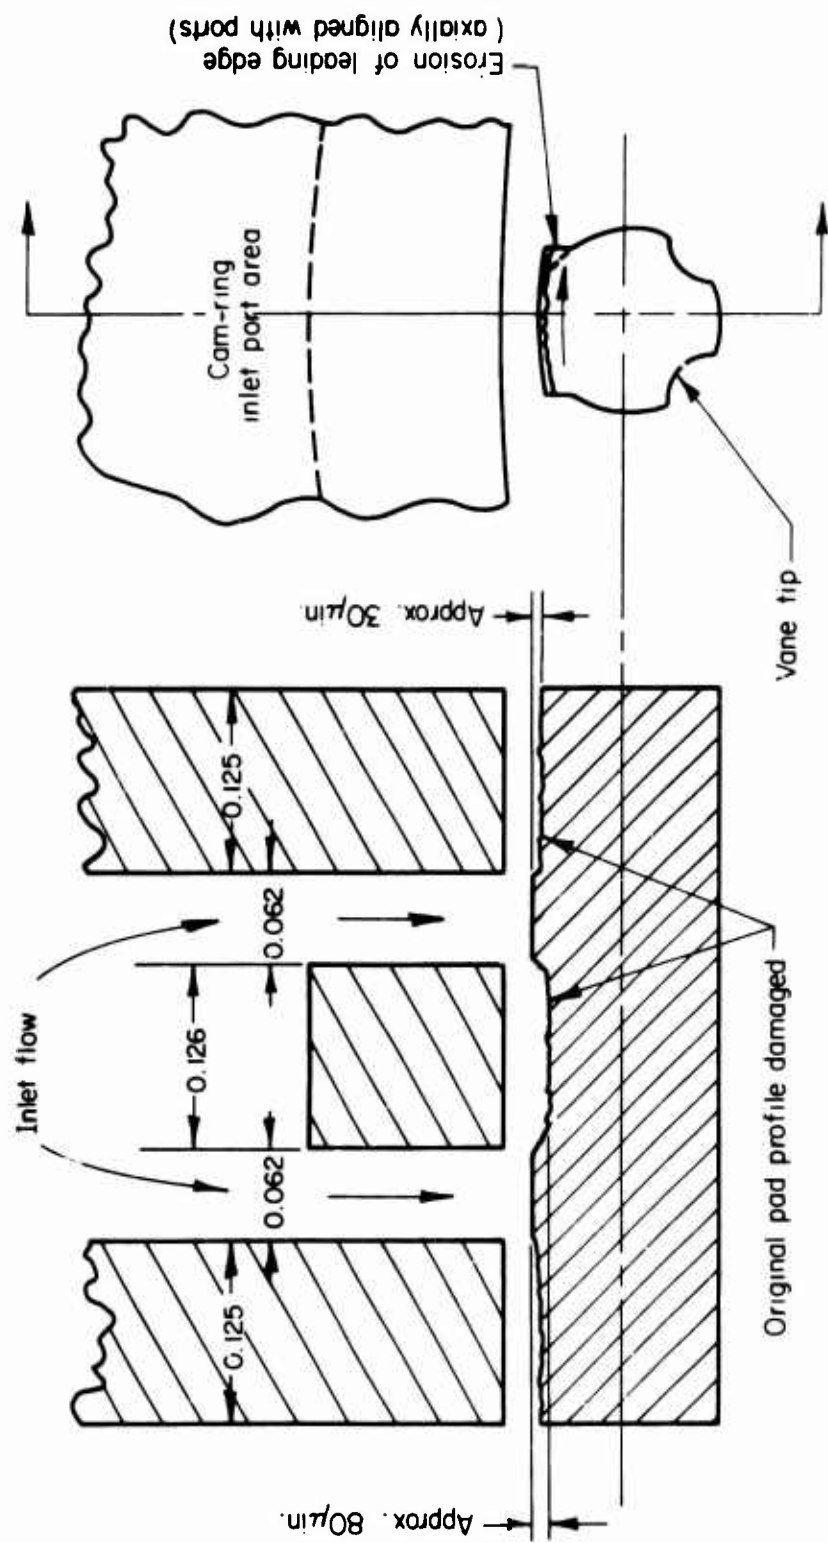 Inlet flow
0.125
0.062
0.126
0.062
0.125
Approx. 80μin.
Approx. 30μin.
Original pad profile damaged
Cam-ring
inlet port area
Vane tip
Erosion of leading edge
(axially aligned with ports)